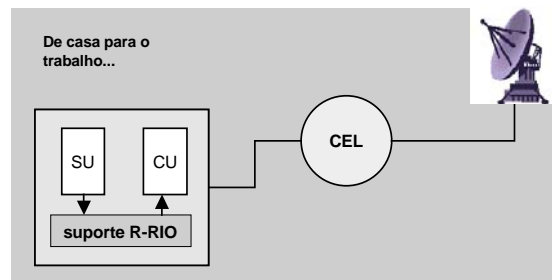 De casa para o
trabalho...
SU
CU
CEL
suporte R-RIO